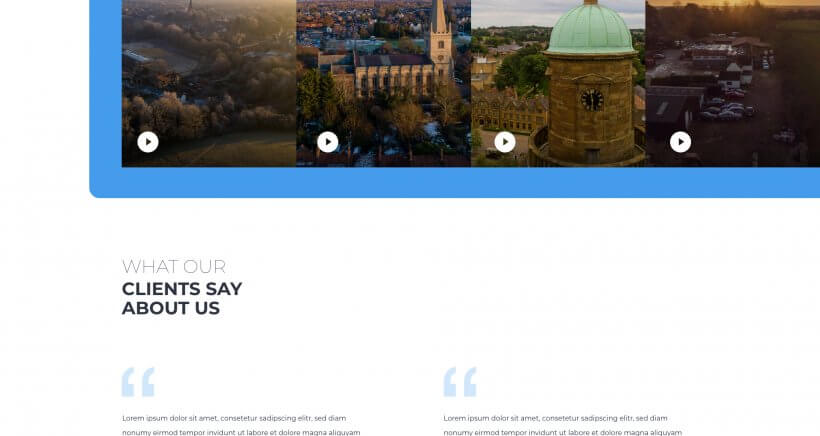 WHAT OUR
CLIENTS SAY
ABOUT US
“ “
Lorem ipsum dolor sit amet, consetetur sadipscing elitr, sed diam
nonumy eirmod tempor invidunt ut labore et dolore magna aliquyam
Lorem ipsum dolor sit amet, consetetur sadipscing elitr, sed diam
nonumy eirmod tempor invidunt ut labore et dolore magna aliquyam